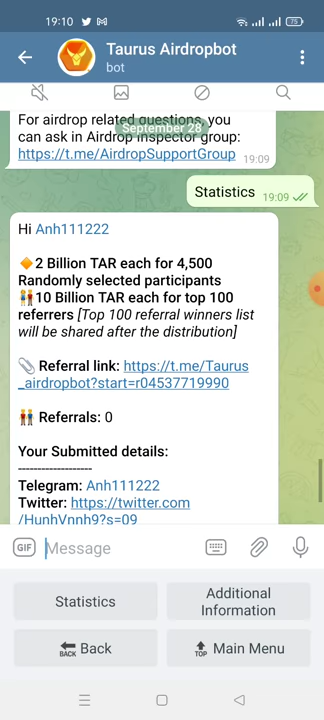 19:10
75
Taurus Airdropbot
bot
For airdrop related questions, you
can ask in Airdrop inspector group:
https://t.me/AirdropSupportGroup
19:09
September 28
Statistics 19:09
Hi Anh111222
2 Billion TAR each for 4,500
Randomly selected participants
10 Billion TAR each for top 100
referrers [Top 100 referral winners list
will be shared after the distribution]
Referral link: https://t.me/Taurus
_airdropbot?start=r04537719990
Referrals: 0
Your Submitted details:
-------------------
Telegram: Anh111222
Twitter: https://twitter.com
/HunhVnnh9?s=09
GIF Message
Statistics
Additional
Information
BACK Back
TOP Main Menu